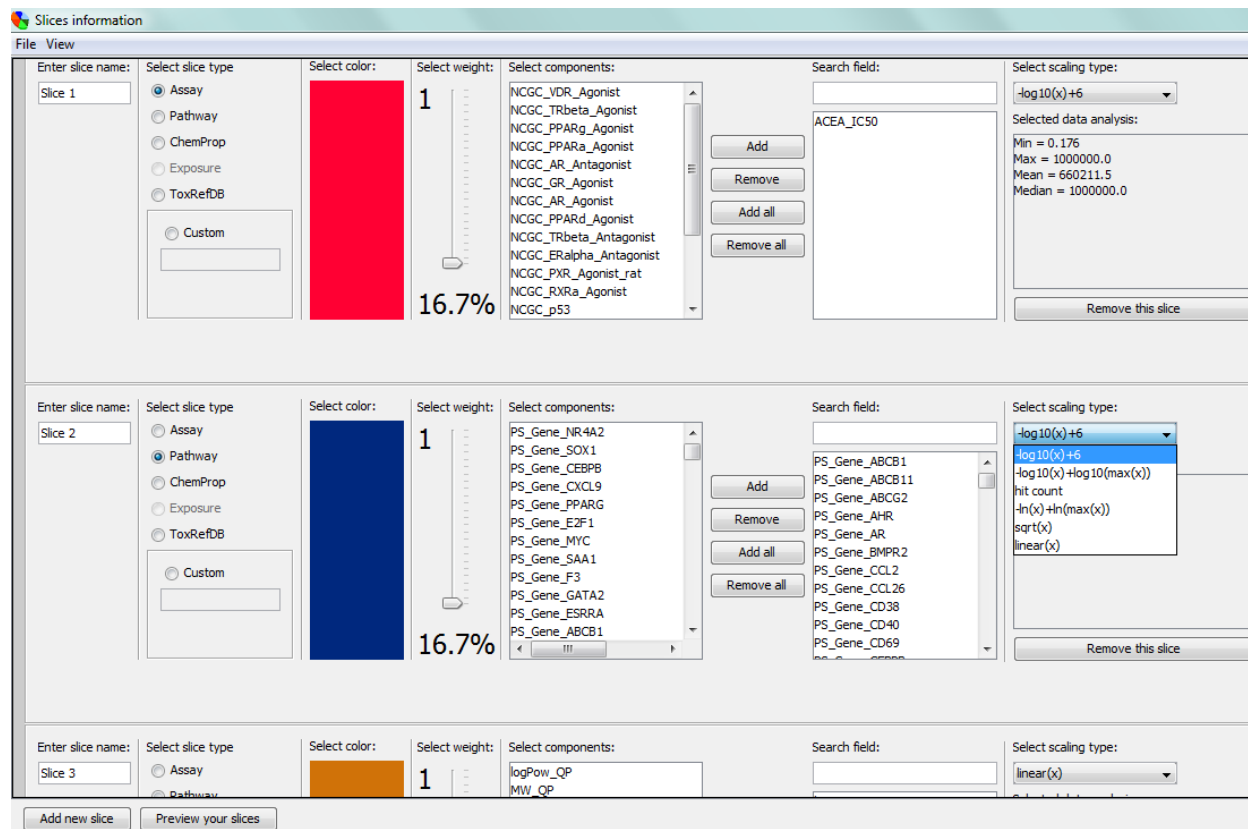 Slices information
File View
Enter slice name:
Slice 1
Select slice type
Assay
Pathway
ChemProp
Exposure
ToxRefDB
Custom
Select color:
Select weight:
1
16.7%
Select components:
NCGC_VDR_Agonist
NCGC_TRbeta_Agonist
NCGC_PPARg_Agonist
NCGC_PPARa_Agonist
NCGC_AR_Antagonist
NCGC_GR_Agonist
NCGC_AR_Agonist
NCGC_PPARd_Agonist
NCGC_TRbeta_Antagonist
NCGC_ERalpha_Antagonist
NCGC_PXR_Agonist_rat
NCGC_RXRa_Agonist
NCGC_p53
Add
Remove
Add all
Remove all
Search field:
ACEA_IC50
Select scaling type:
-log10(x)+6
Selected data analysis:
Min = 0.176
Max = 1000000.0
Mean = 660211.5
Median = 1000000.0
Remove this slice
Enter slice name:
Slice 2
Select slice type
Assay
Pathway
ChemProp
Exposure
ToxRefDB
Custom
Select color:
Select weight:
1
16.7%
Select components:
PS_Gene_NR4A2
PS_Gene_SOX1
PS_Gene_CEBPB
PS_Gene_CXCL9
PS_Gene_PPARG
PS_Gene_E2F1
PS_Gene_MYC
PS_Gene_SAA1
PS_Gene_F3
PS_Gene_GATA2
PS_Gene_ESRRA
PS_Gene_ABCB1
Add
Remove
Add all
Remove all
Search field:
PS_Gene_ABCB1
PS_Gene_ABCB11
PS_Gene_ABCG2
PS_Gene_AHR
PS_Gene_AR
PS_Gene_BMPR2
PS_Gene_CCL2
PS_Gene_CCL26
PS_Gene_CD38
PS_Gene_CD40
PS_Gene_CD69
Select scaling type:
-log10(x)+6
-log10(x)+6
-log10(x)+log10(max(x))
hit count
-ln(x)+ln(max(x))
sqrt(x)
linear(x)
Remove this slice
Enter slice name:
Slice 3
Select slice type
Assay
Pathway
Select color:
Select weight:
1
Select components:
logPow_QP
MW_QP
Search field:
Select scaling type:
linear(x)
Add new slice
Preview your slices